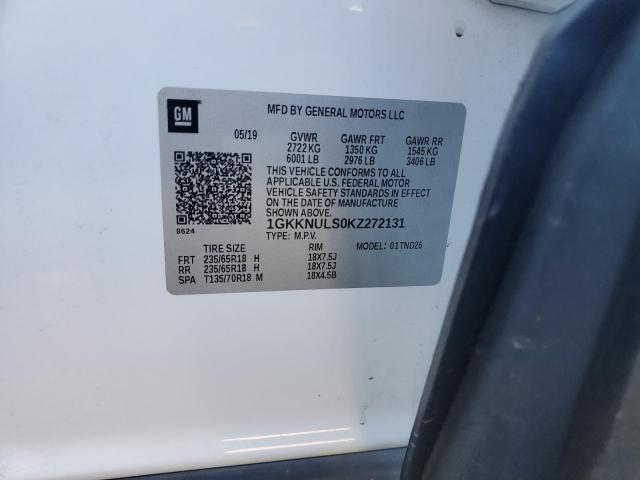 GM
MFD BY GENERAL MOTORS LLC
05/19 GVWR GAWR FRT GAWR RR
2722 KG 1350 KG 1545 KG
6001 LB 2976 LB 3406 LB
THIS VEHICLE CONFORMS TO ALL
APPLICABLE U.S. FEDERAL MOTOR
VEHICLE SAFETY STANDARDS IN EFFECT
ON THE DATE OF MANUFACTURE
SHOWN ABOVE.
1GKKNULS0KZ272131
8624
TYPE: M.P.V. MODEL: 01TND26
TIRE SIZE RIM
FRT 235/65R18 H 18X7.5J
RR 235/65R18 H 18X7.5J
SPA T135/70R18 M 18X4.5B